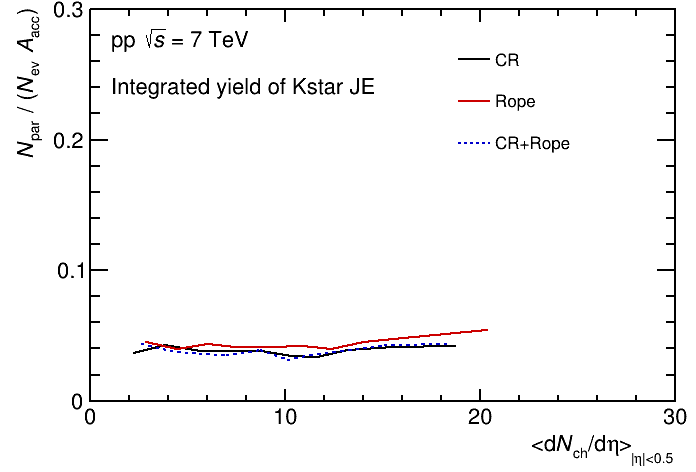 0.3
0.2
0.1
0
0
10
20
30
N_par / (N_ev A_acc)
pp √s = 7 TeV
Integrated yield of Kstar JE
CR
Rope
CR+Rope
<dN_ch/dη>_|η|<0.5